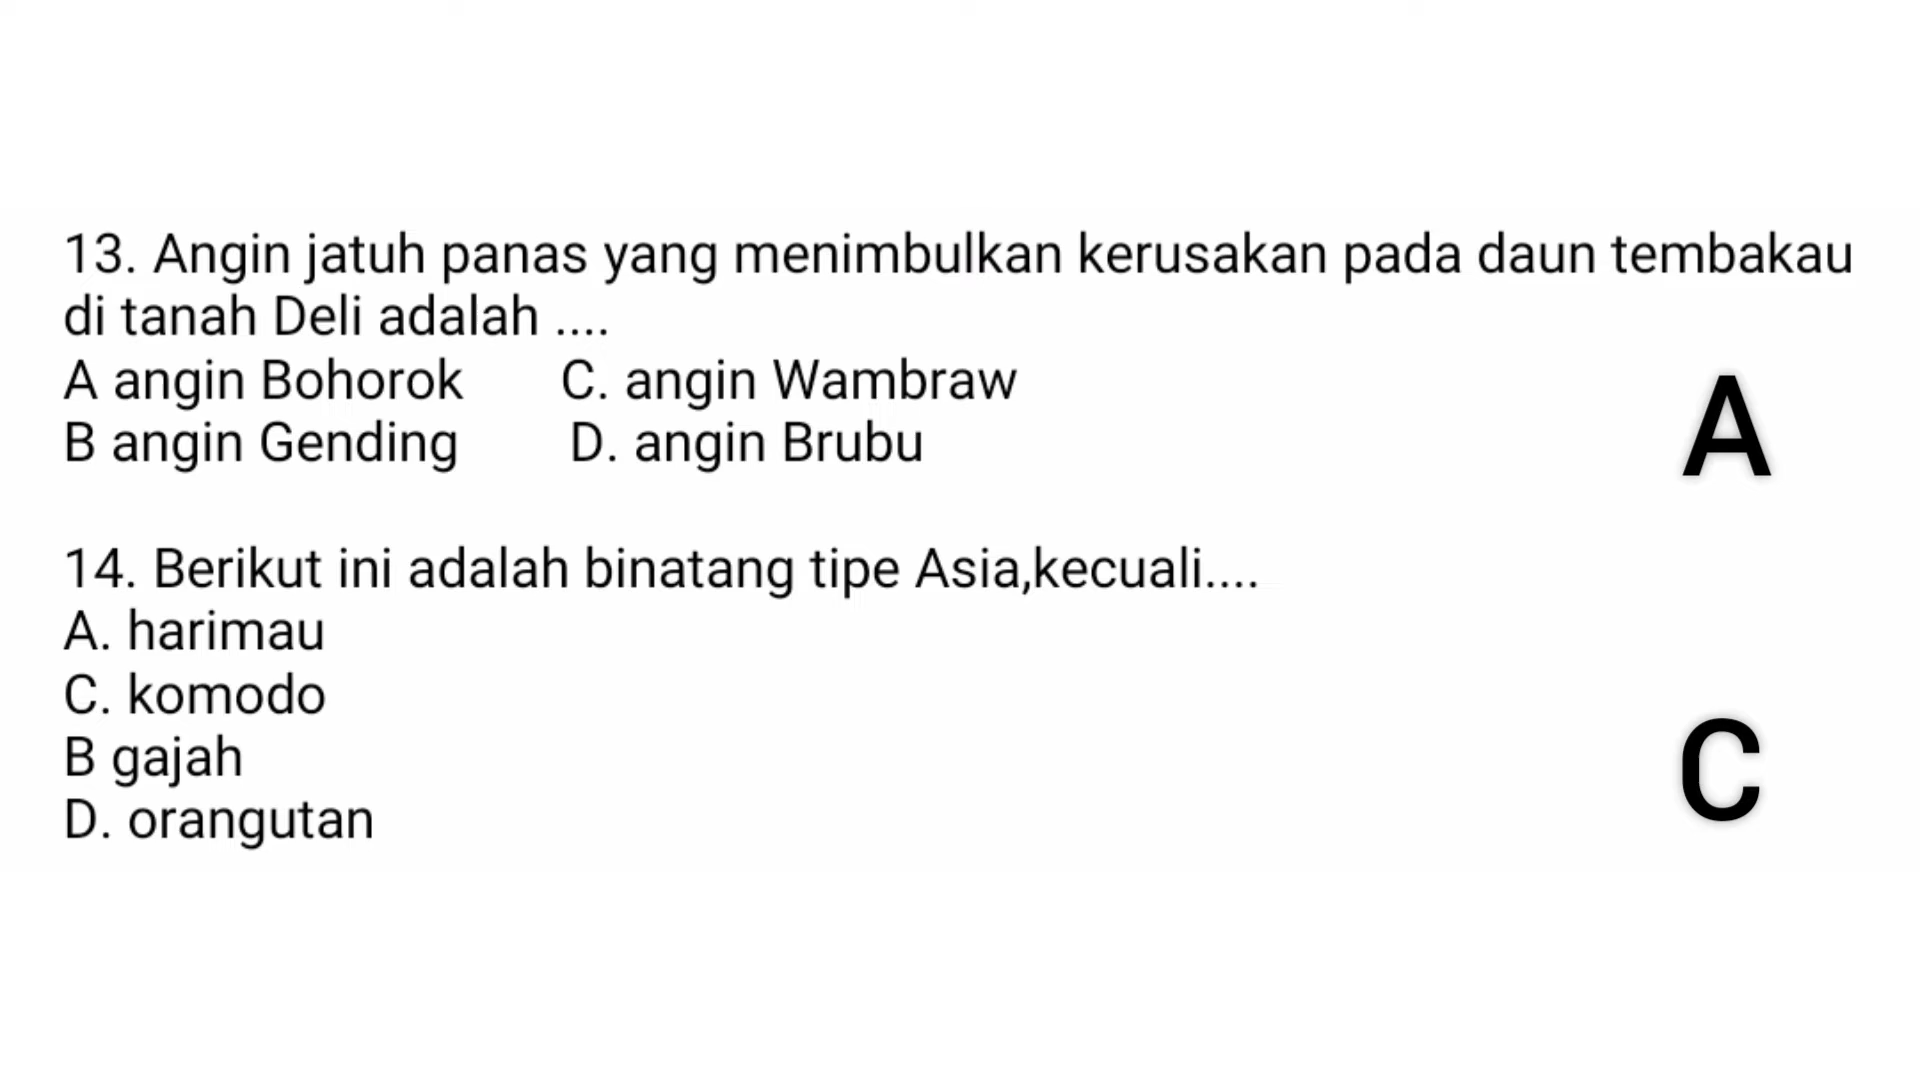 13. Angin jatuh panas yang menimbulkan kerusakan pada daun tembakau
di tanah Deli adalah ....
A angin Bohorok C. angin Wambraw
B angin Gending D. angin Brubu
A
14. Berikut ini adalah binatang tipe Asia,kecuali....
A. harimau
C. komodo
B gajah
D. orangutan
C